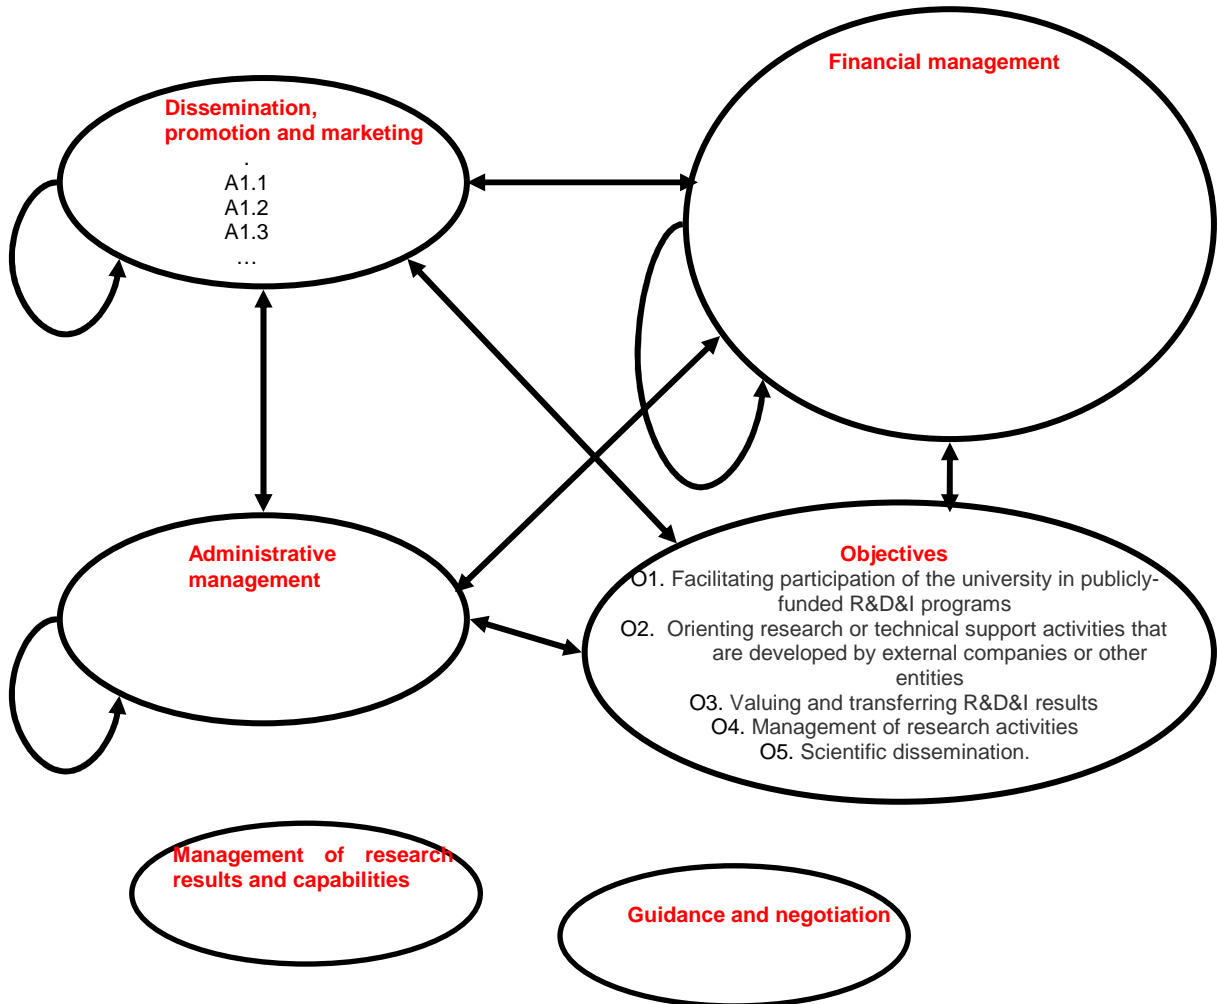 Financial management
Dissemination,
promotion and marketing
.
A1.1
A1.2
A1.3
…
Administrative
management
Objectives
O1. Facilitating participation of the university in publicly-
funded R&D&I programs
O2. Orienting research or technical support activities that
are developed by external companies or other
entities
O3. Valuing and transferring R&D&I results
O4. Management of research activities
O5. Scientific dissemination.
Management of research
results and capabilities
Guidance and negotiation